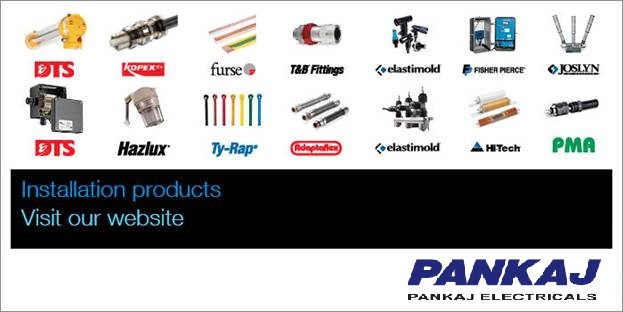 DTS KOPEX Ex furse T&B Fittings elastimold FISHER PIERCE® JOSLYN
DTS Hazlux® Ty-Rap® Adaptaflex elastimold HiTech® PMA
Installation products
Visit our website
PANKAJ
PANKAJ ELECTRICALS